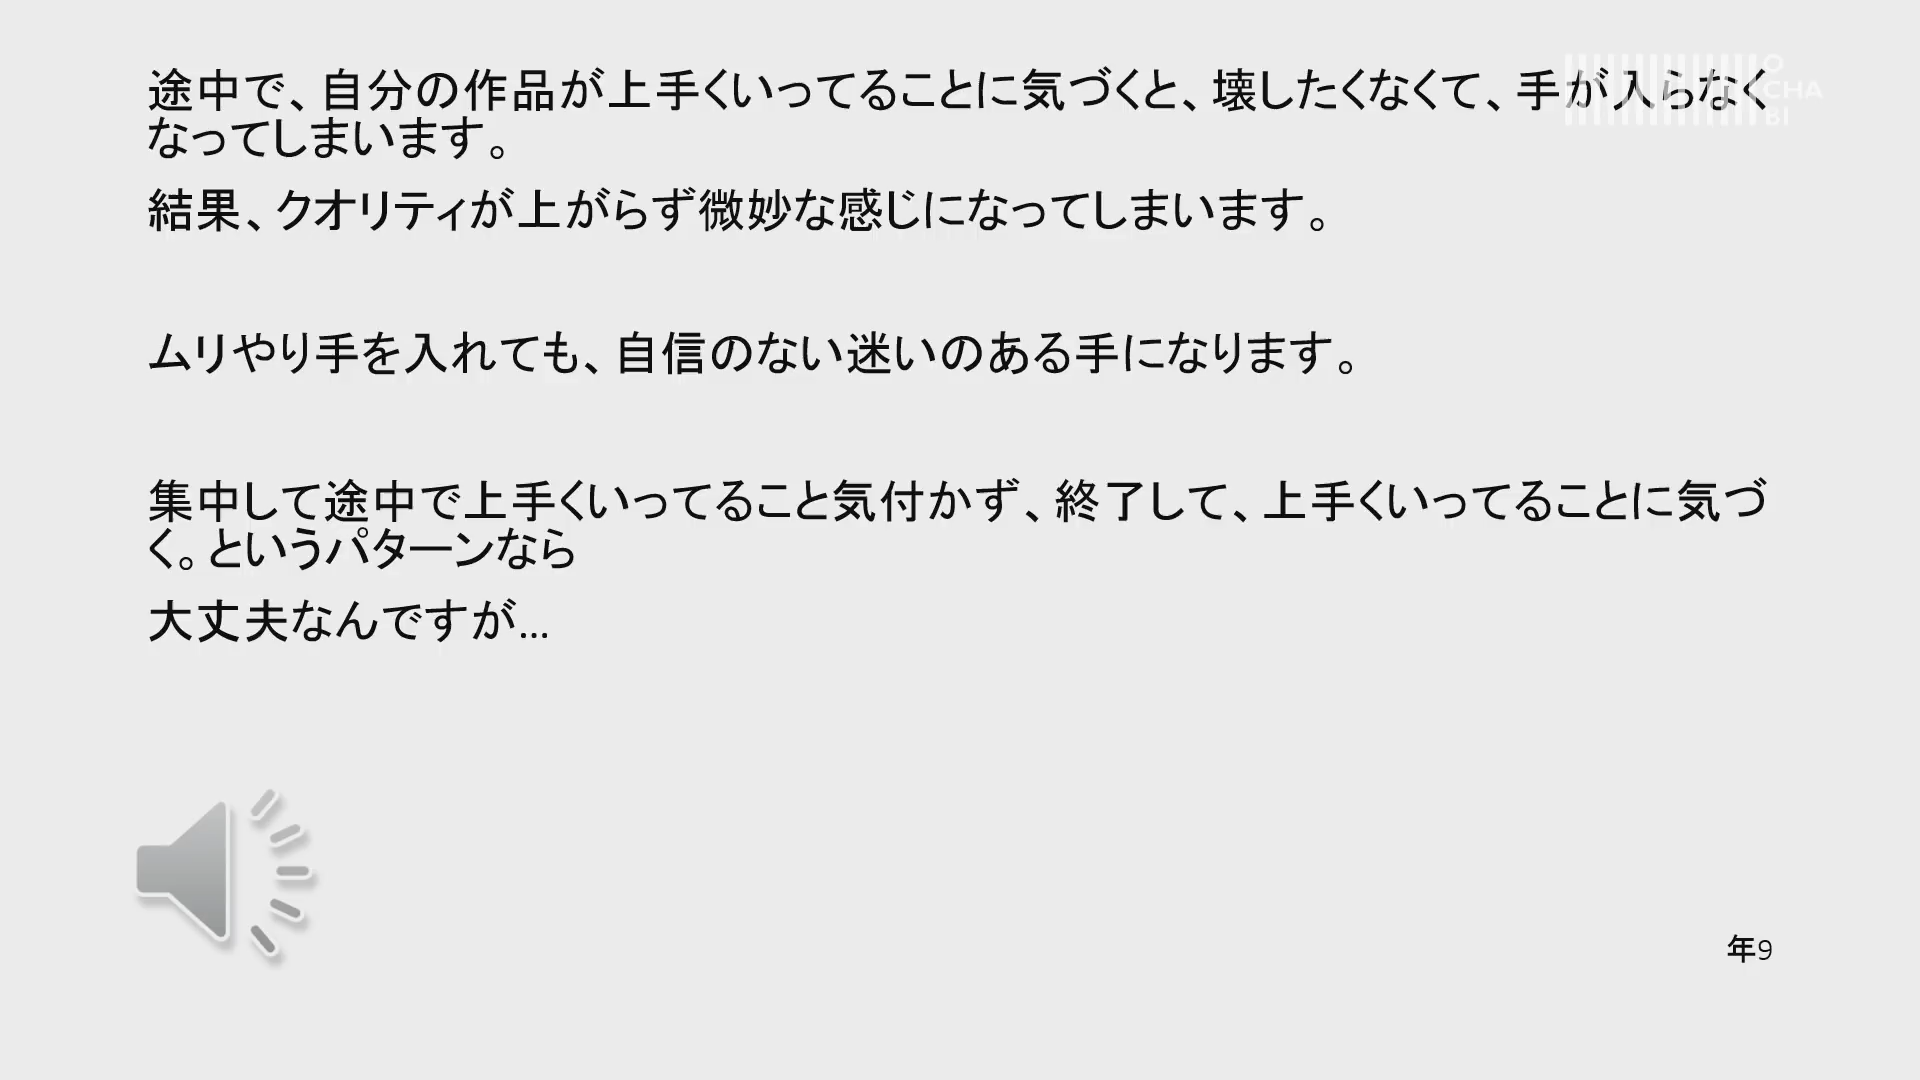 途中で、自分の作品が上手くいってることに気づくと、壊したくなくて、手が入らなく
なってしまいます。
結果、クオリティが上がらず微妙な感じになってしまいます。
ムリやり手を入れても、自信のない迷いのある手になります。
集中して途中で上手くいってること気付かず、終了して、上手くいってることに気づ
く。というパターンなら
大丈夫なんですが...
年9
O
CHA
BI